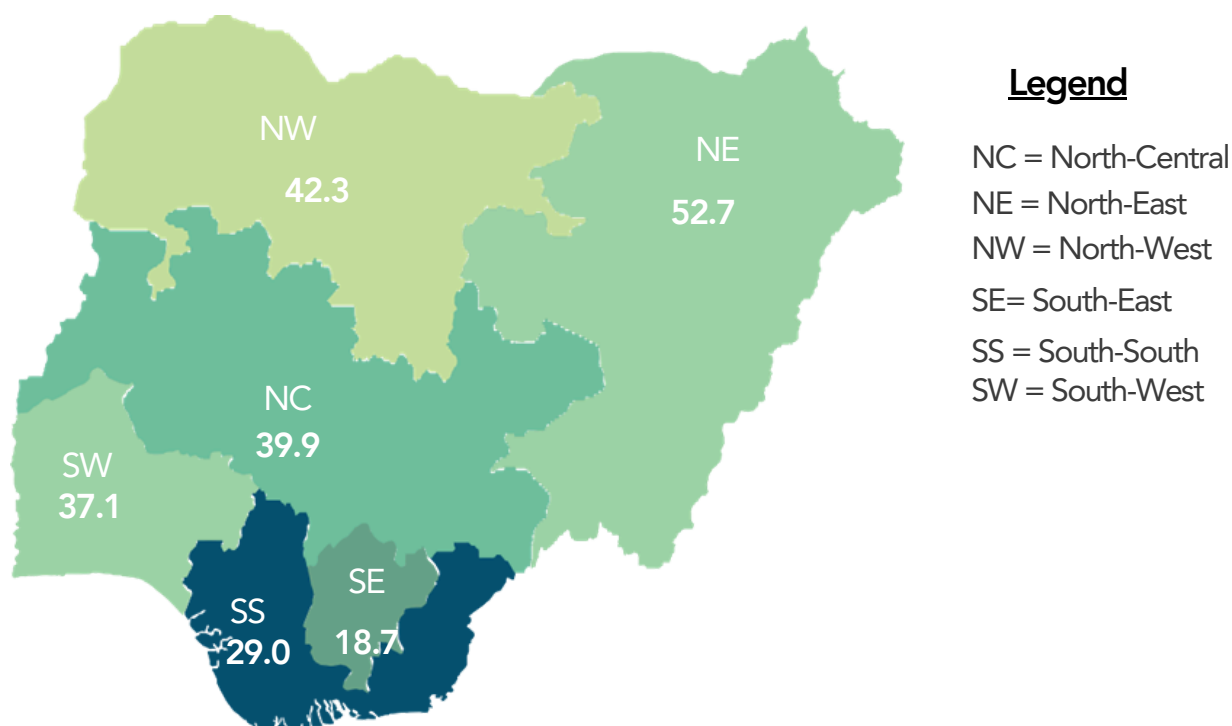 NW
42.3
NE
52.7
NC
39.9
SW
37.1
SS
29.0
SE
18.7
Legend
NC = North-Central
NE = North-East
NW = North-West
SE= South-East
SS = South-South
SW = South-West